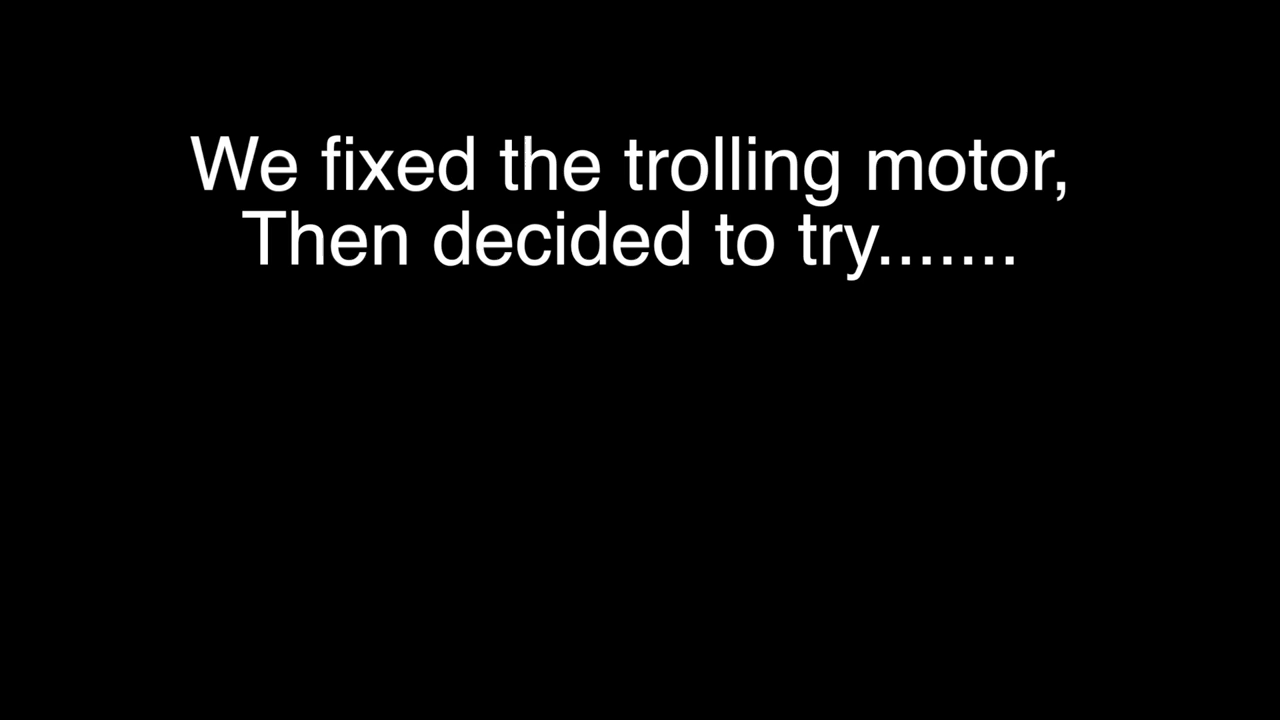 We fixed the trolling motor,
Then decided to try.......